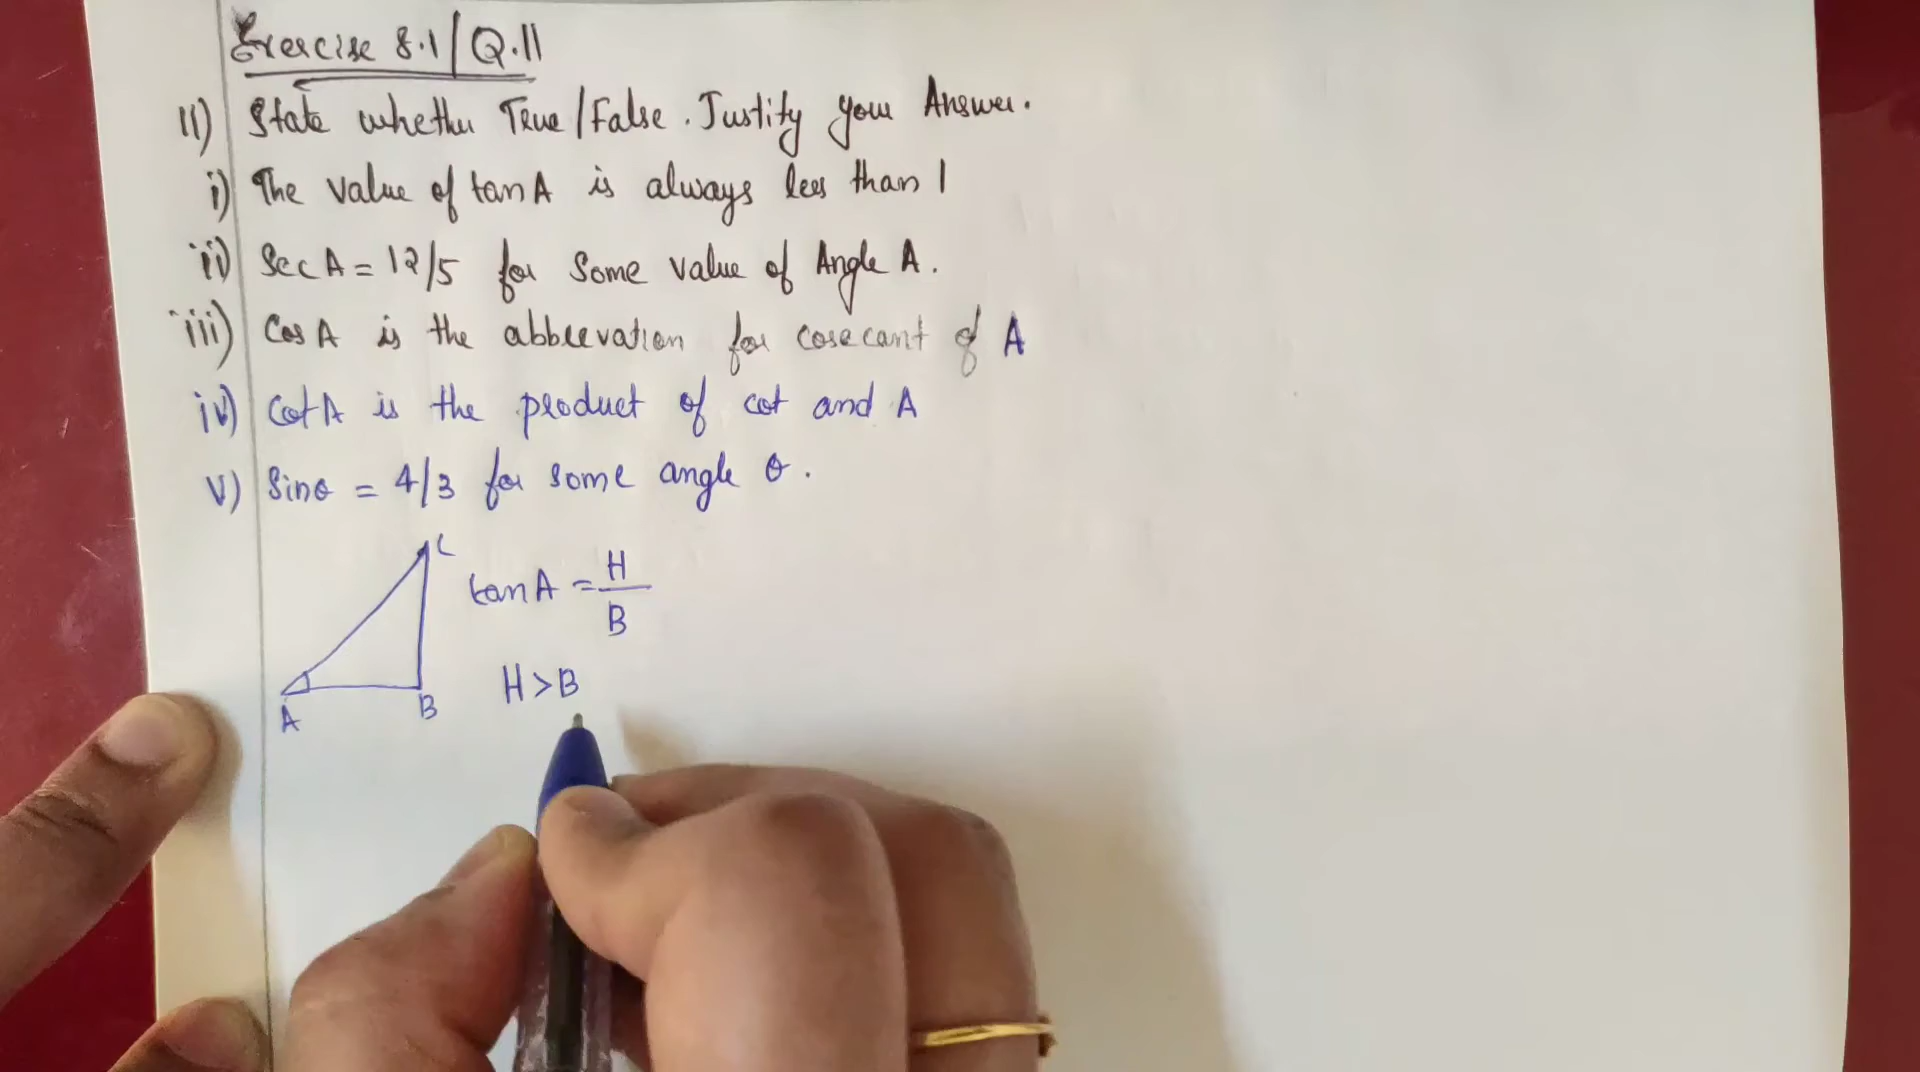 Exercise 8.1/Q.11
11) State whether True/False. Justify your Answer.
i) The value of tanA is always less than 1
ii) Sec A = 12/5 for some value of Angle A.
iii) Cos A is the abbrevation for cosecant of A
iv) Cot A is the product of cot and A
v) Sinθ = 4/3 for some angle θ.
C
tan A = H
B
H > B
A B